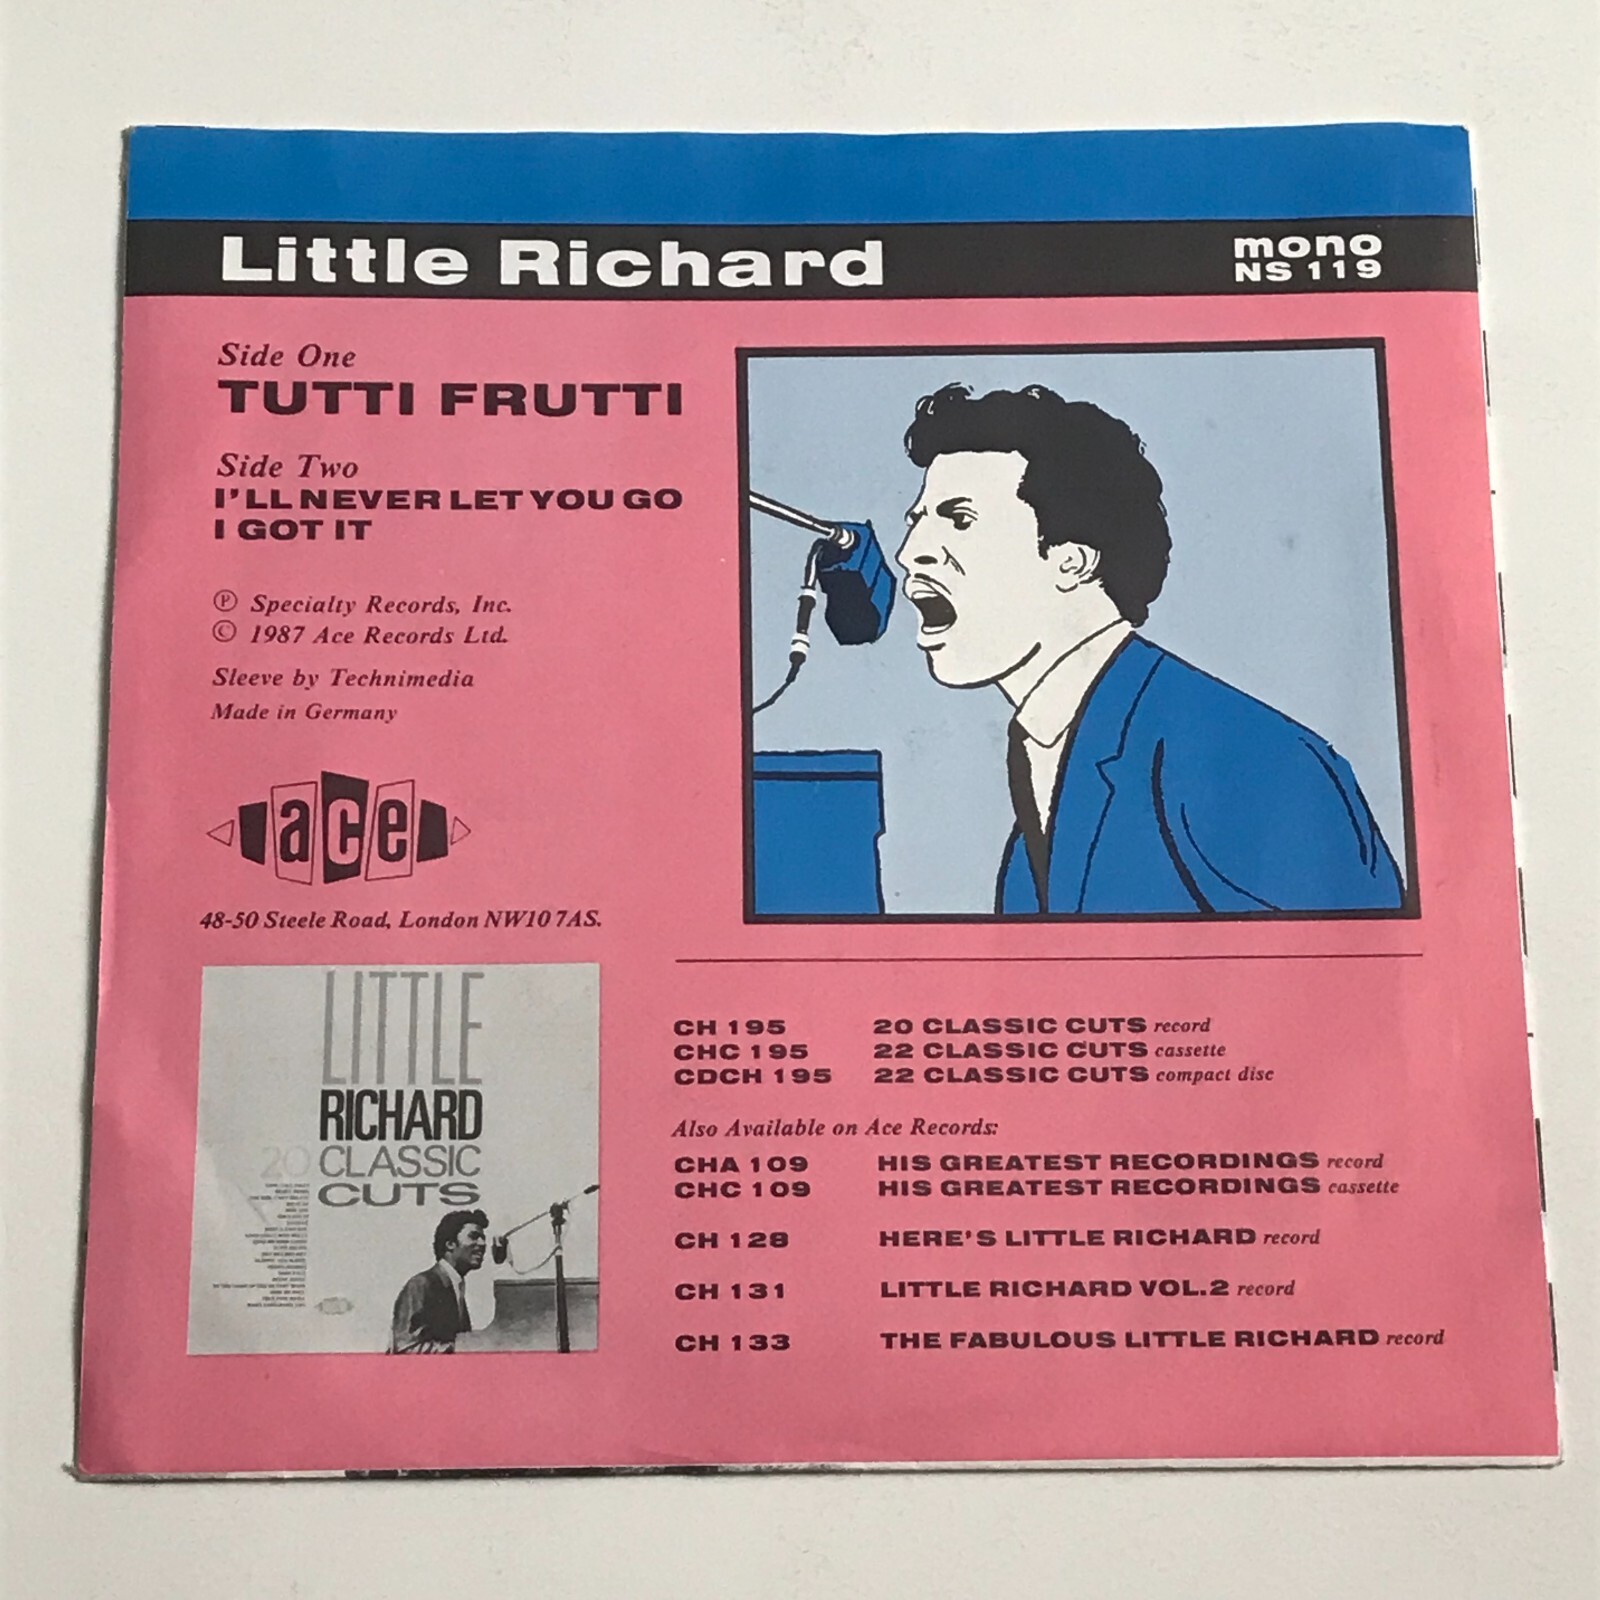 Little Richard
mono
NS 119
Side One
TUTTI FRUTTI
Side Two
I'LL NEVER LET YOU GO
I GOT IT
Ⓟ Specialty Records, Inc.
© 1987 Ace Records Ltd.
Sleeve by Technimedia
Made in Germany
ace
48-50 Steele Road, London NW10 7AS.
LITTLE
RICHARD
20 CLASSIC
CUTS
CH 195 20 CLASSIC CUTS record
CHC 195 22 CLASSIC CUTS cassette
CDCH 195 22 CLASSIC CUTS compact disc
Also Available on Ace Records:
CHA 109 HIS GREATEST RECORDINGS record
CHC 109 HIS GREATEST RECORDINGS cassette
CH 128 HERE'S LITTLE RICHARD record
CH 131 LITTLE RICHARD VOL.2 record
CH 133 THE FABULOUS LITTLE RICHARD record